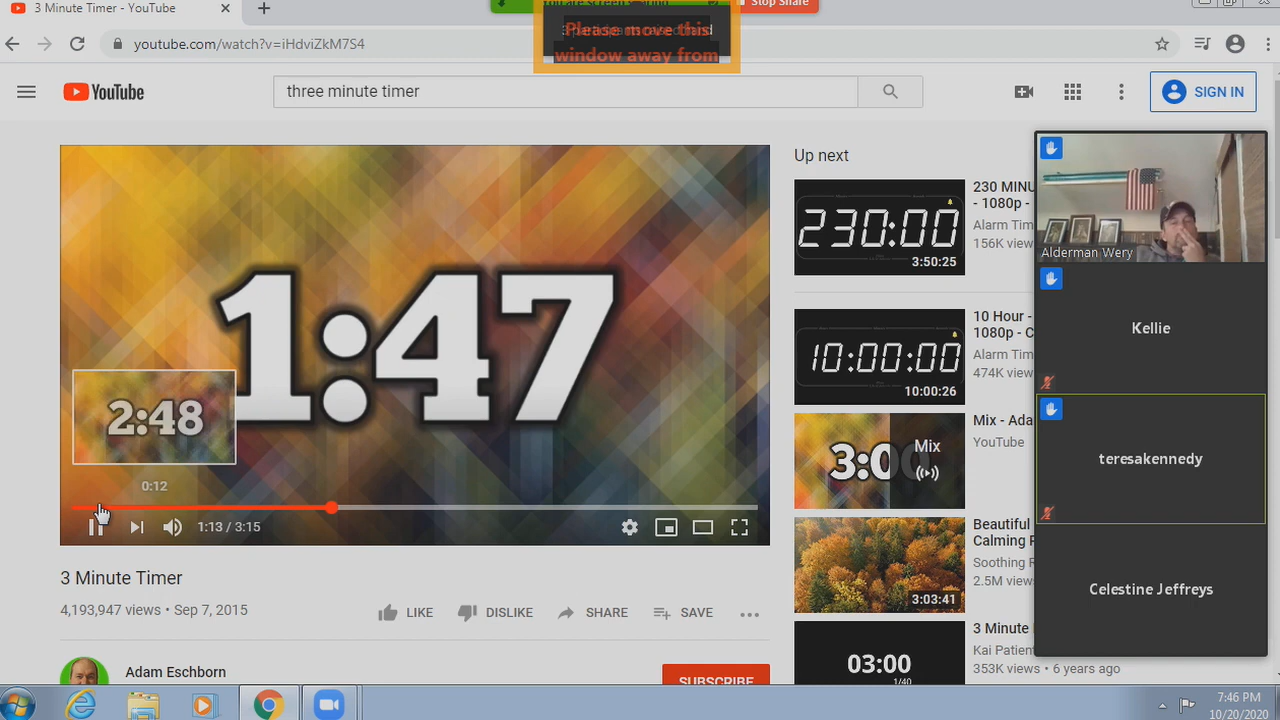 3 Minute Timer - YouTube
You are screen sharing
Stop Share
Please move this
window away from
youtube.com/watch?v=iHdviZkM7S4
YouTube
three minute timer
SIGN IN
1:47
2:48
0:12
1:13 / 3:15
3 Minute Timer
4,193,947 views • Sep 7, 2015
LIKE
DISLIKE
SHARE
SAVE
Adam Eschborn
SUBSCRIBE
Up next
230:00
3:50:25
230 MINU
- 1080p -
Alarm Tim
156K view
10:00:00
10:00:26
10 Hour -
1080p - C
Alarm Tim
474K view
3:00
Mix
Mix - Ada
YouTube
3:03:41
Beautiful
Calming F
Soothing
2.5M view
03:00
1/40
3 Minute
Kai Patien
353K views • 6 years ago
Alderman Wery
Kellie
teresakennedy
Celestine Jeffreys
7:46 PM
10/20/2020